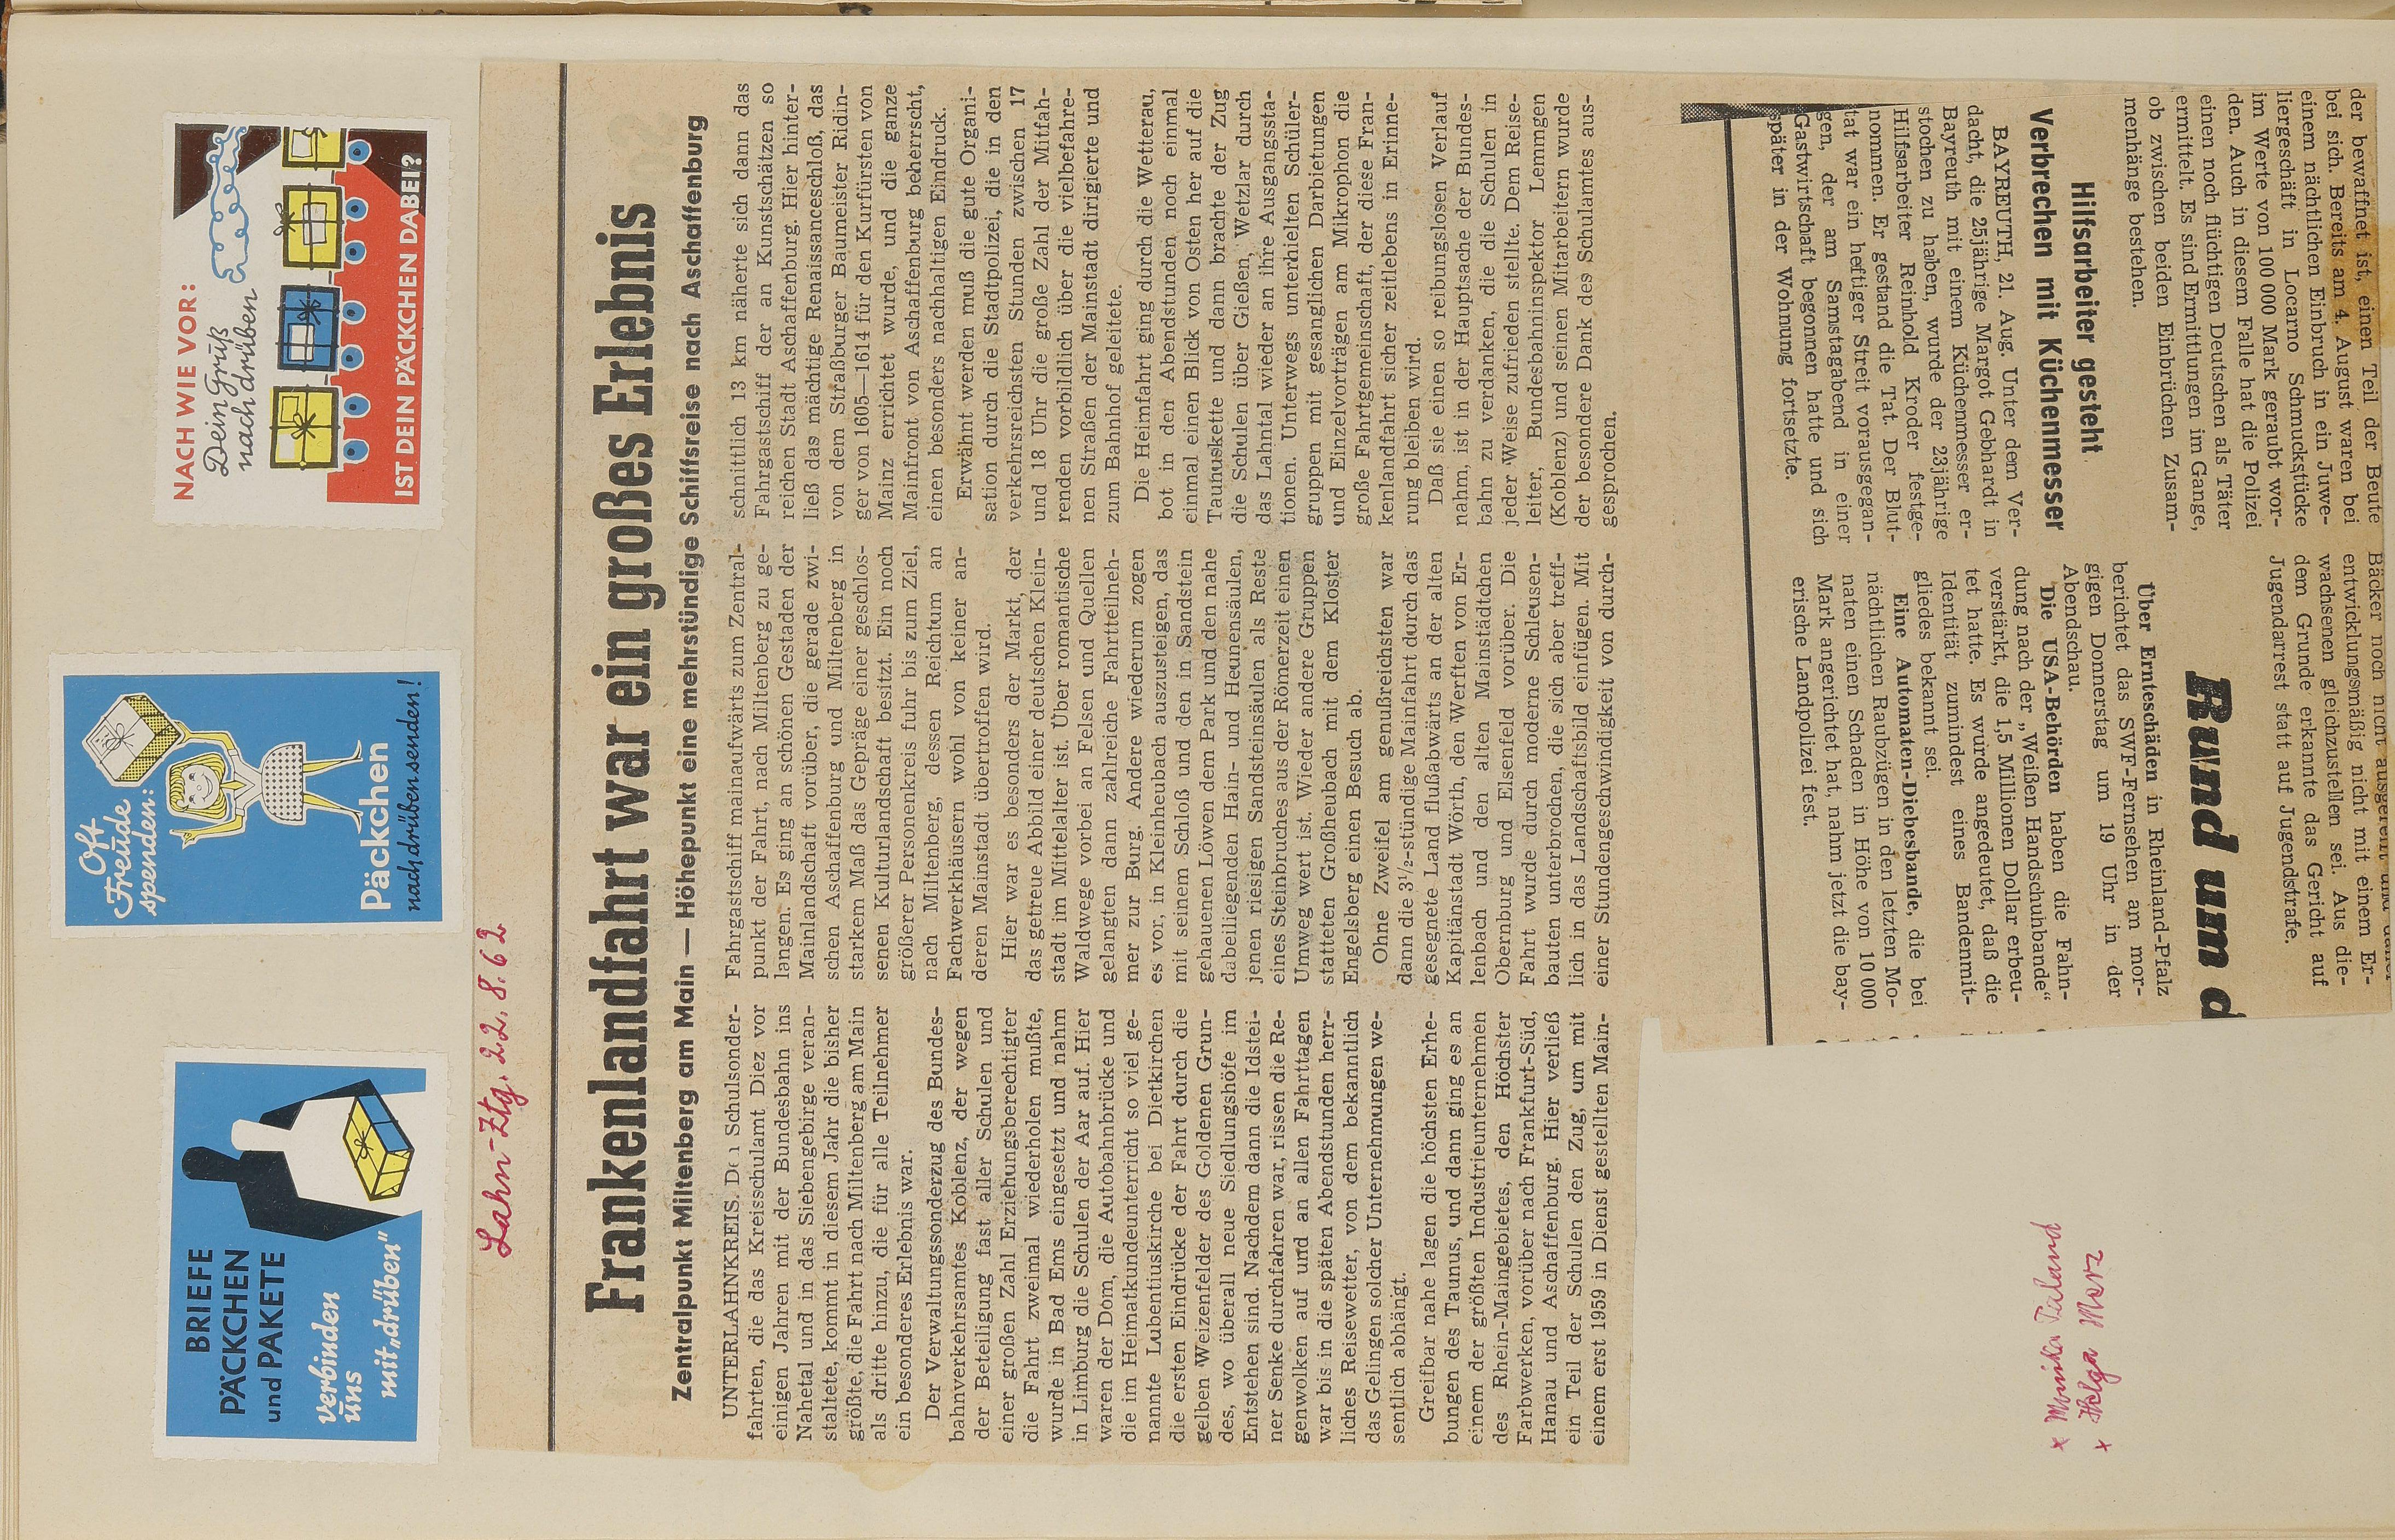 BRIEFE
PÄCKCHEN
und PAKETE
verbinden
uns
mit „drüben“
Oft
Freude
spenden:
Päckchen
nach drüben senden!
NACH WIE VOR:
Dein Gruß
nach drüben
IST DEIN PÄCKCHEN DABEI?
Lahn-Ztg. 22.8.62
Frankenlandfahrt war ein großes Erlebnis
Zentralpunkt Miltenberg am Main — Höhepunkt eine mehrstündige Schiffsreise nach Aschaffenburg
UNTERLAHNKREIS. Den Schulsonder-
fahrten, die das Kreisschulamt Diez vor
einigen Jahren mit der Bundesbahn ins
Nahetal und in das Siebengebirge veran-
staltete, kommt in diesem Jahr die bisher
größte, die Fahrt nach Miltenberg am Main
als dritte hinzu, die für alle Teilnehmer
ein besonderes Erlebnis war.
Der Verwaltungssonderzug des Bundes-
bahnverkehrsamtes Koblenz, der wegen
der Beteiligung fast aller Schulen und
einer großen Zahl Erziehungsberechtigter
die Fahrt zweimal wiederholen mußte,
wurde in Bad Ems eingesetzt und nahm
in Limburg die Schulen der Aar auf. Hier
waren der Dom, die Autobahnbrücke und
die im Heimatkundeunterricht so viel ge-
nannte Lubentiuskirche bei Dietkirchen
die ersten Eindrücke der Fahrt durch die
gelben Weizenfelder des Goldenen Grun-
des, wo überall neue Siedlungshöfe im
Entstehen sind. Nachdem dann die Idstei-
ner Senke durchfahren war, rissen die Re-
genwolken auf und an allen Fahrttagen
war bis in die späten Abendstunden herr-
liches Reisewetter, von dem bekanntlich
das Gelingen solcher Unternehmungen we-
sentlich abhängt.
Greifbar nahe lagen die höchsten Erhe-
bungen des Taunus, und dann ging es an
einem der größten Industrieunternehmen
des Rhein-Maingebietes, den Höchster
Farbwerken, vorüber nach Frankfurt-Süd,
Hanau und Aschaffenburg. Hier verließ
ein Teil der Schulen den Zug, um mit
einem erst 1959 in Dienst gestellten Main-
Fahrgastschiff mainaufwärts zum Zentral-
punkt der Fahrt, nach Miltenberg zu ge-
langen. Es ging an schönen Gestaden der
Mainlandschaft vorüber, die gerade zwi-
schen Aschaffenburg und Miltenberg in
starkem Maß das Gepräge einer geschlos-
senen Kulturlandschaft besitzt. Ein noch
größerer Personenkreis fuhr bis zum Ziel,
nach Miltenberg, dessen Reichtum an
Fachwerkhäusern wohl von keiner an-
deren Mainstadt übertroffen wird.
Hier war es besonders der Markt, der
das getreue Abbild einer deutschen Klein-
stadt im Mittelalter ist. Über romantische
Waldwege vorbei an Felsen und Quellen
gelangten dann zahlreiche Fahrtteilneh-
mer zur Burg. Andere wiederum zogen
es vor, in Kleinheubach auszusteigen, das
mit seinem Schloß und den in Sandstein
gehauenen Löwen dem Park und den nahe
dabeiliegenden Hain- und Heunensäulen,
jenen riesigen Sandsteinsäulen als Reste
eines Steinbruches aus der Römerzeit einen
Umweg wert ist. Wieder andere Gruppen
statteten Großheubach mit dem Kloster
Engelsberg einen Besuch ab.
Ohne Zweifel am genußreichsten war
dann die 3½-stündige Mainfahrt durch das
gesegnete Land flußabwärts an der alten
Kapitänstadt Wörth, den Werften von Er-
lenbach und den alten Mainstädtchen
Obernburg und Elsenfeld vorüber. Die
Fahrt wurde durch moderne Schleusen-
bauten unterbrochen, die sich aber treff-
lich in das Landschaftsbild einfügen. Mit
einer Stundengeschwindigkeit von durch-
schnittlich 13 km näherte sich dann das
Fahrgastschiff der an Kunstschätzen so
reichen Stadt Aschaffenburg. Hier hinter-
ließ das mächtige Renaissanceschloß, das
von dem Staßburger Baumeister Ridin-
ger von 1605—1614 für den Kurfürsten von
Mainz errichtet wurde, und die ganze
Mainfront von Aschaffenburg beherrscht,
einen besonders nachhaltigen Eindruck.
Erwähnt werden muß die gute Organi-
sation durch die Stadtpolizei, die in den
verkehrsreichsten Stunden zwischen 17
und 18 Uhr die große Zahl der Mitfah-
renden vorbildlich über die vielbefahre-
nen Straßen der Mainstadt dirigierte und
zum Bahnhof geleitete.
Die Heimfahrt ging durch die Wetterau,
bot in den Abendstunden noch einmal
einmal einen Blick von Osten her auf die
Taunuskette und dann brachte der Zug
die Schulen über Gießen, Wetzlar durch
das Lahntal wieder an ihre Ausgangssta-
tionen. Unterwegs unterhielten Schüler-
gruppen mit gesanglichen Darbietungen
und Einzelvorträgen am Mikrophon die
große Fahrtgemeinschaft, der diese Fran-
kenlandfahrt sicher zeitlebens in Erinne-
rung bleiben wird.
Daß sie einen so reibungslosen Verlauf
nahm, ist in der Hauptsache der Bundes-
bahn zu verdanken, die die Schulen in
jeder Weise zufrieden stellte. Dem Reise-
leiter, Bundesbahninspektor Lemmgen
(Koblenz) und seinen Mitarbeitern wurde
der besondere Dank des Schulamtes aus-
gesprochen.
der bewaffnet ist, einen Teil der Beute
bei sich. Bereits am 4. August waren bei
einem nächtlichen Einbruch in ein Juwe-
liergeschäft in Locarno Schmuckstücke
im Werte von 100 000 Mark geraubt wor-
den. Auch in diesem Falle hat die Polizei
einen noch flüchtigen Deutschen als Täter
ermittelt. Es sind Ermittlungen im Gange,
ob zwischen beiden Einbrüchen Zusam-
menhänge bestehen.
Hilfsarbeiter gesteht
Verbrechen mit Küchenmesser
BAYREUTH, 21. Aug. Unter dem Ver-
dacht, die 25jährige Margot Gebhardt in
Bayreuth mit einem Küchenmesser er-
stochen zu haben, wurde der 23jährige
Hilfsarbeiter Reinhold Kroder festge-
nommen. Er gestand die Tat. Der Blut-
tat war ein heftiger Streit vorausgegan-
gen, der am Samstagabend in einer
Gastwirtschaft begonnen hatte und sich
später in der Wohnung fortsetzte.
Bäcker noch nicht ausgereift und daher
entwicklungsmäßig nicht mit einem Er-
wachsenen gleichzustellen sei. Aus die-
dem Grunde erkannte das Gericht auf
Jugendarrest statt auf Jugendstrafe.
Rund um d
Über Ernteschäden in Rheinland-Pfalz
berichtet das SWF-Fernsehen am mor-
gigen Donnerstag um 19 Uhr in der
Abendschau.
Die USA-Behörden haben die Fahn-
dung nach der „Weißen Handschuhbande“
verstärkt, die 1,5 Millionen Dollar erbeu-
tet hatte. Es wurde angedeutet, daß die
Identität zumindest eines Bandenmit-
gliedes bekannt sei.
Eine Automaten-Diebesbande, die bei
nächtlichen Raubzügen in den letzten Mo-
naten einen Schaden in Höhe von 10 000
Mark angerichtet hat, nahm jetzt die bay-
erische Landpolizei fest.
x Monika Taland
x Helga Merz